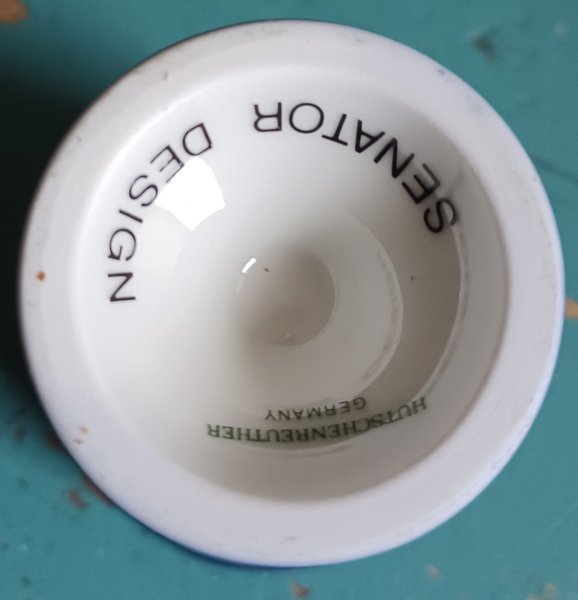 SENATOR DESIGN
HUTSCHENREUTHER
GERMANY